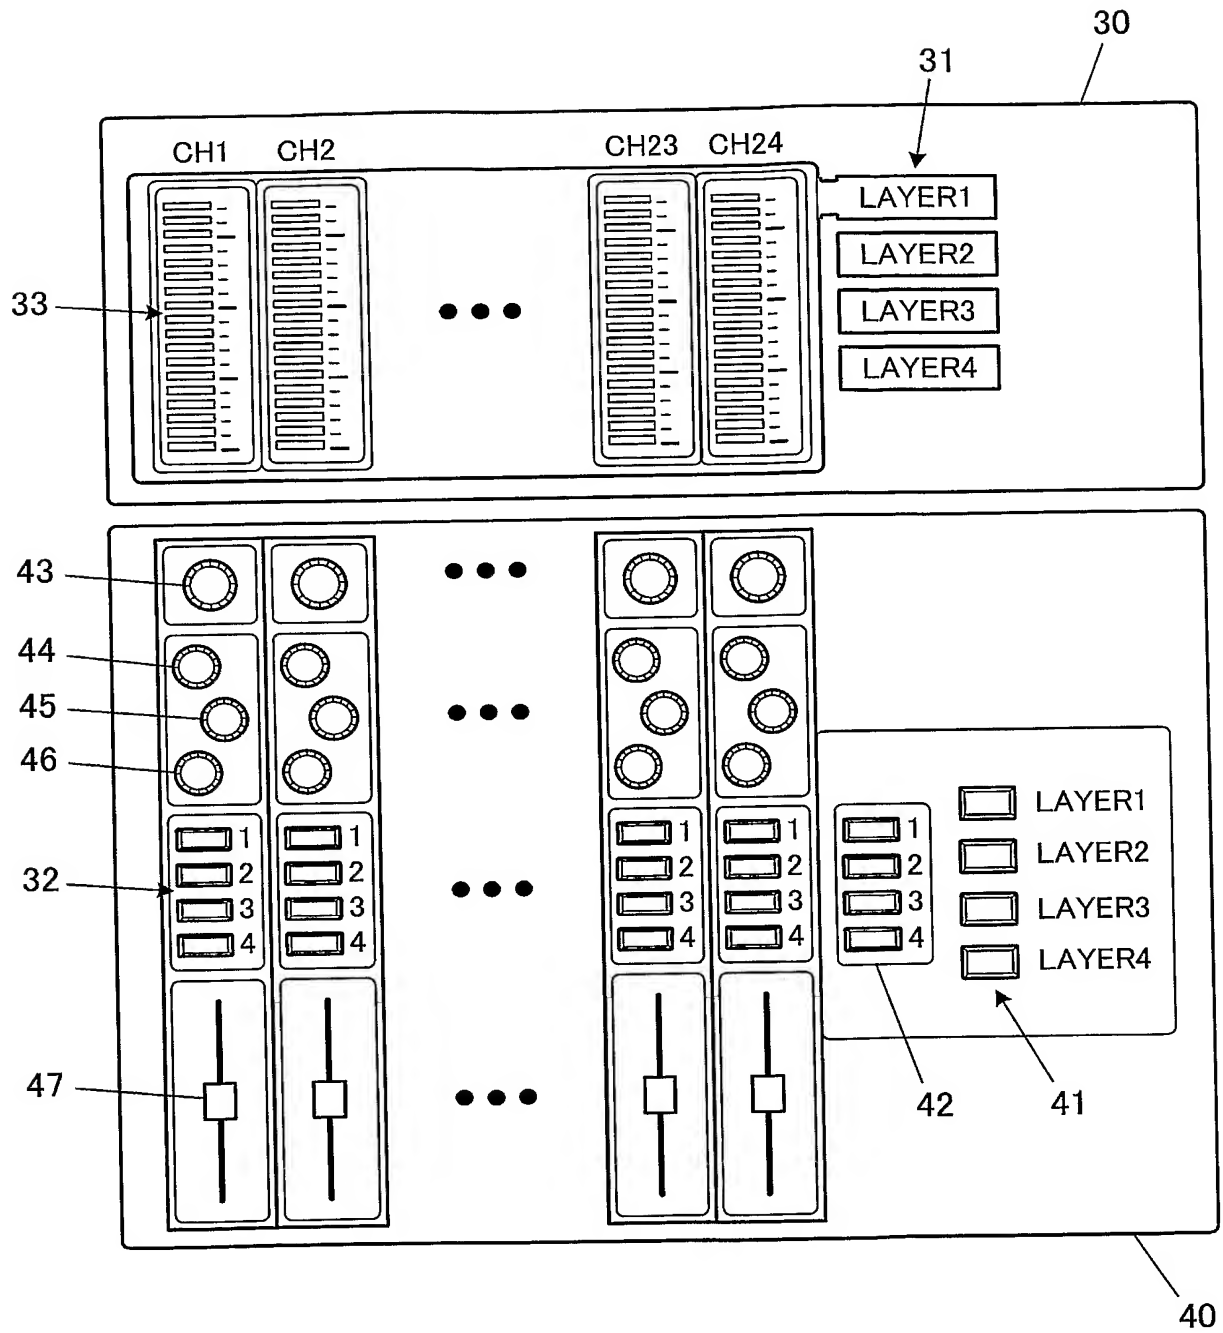 30
31
CH1 CH2 CH23 CH24
LAYER1
LAYER2
33
LAYER3
LAYER4
43
44
45
46
LAYER1
1 1 1 1 1
LAYER2
32 2 2 2 2 2
3 3 3 3 3
LAYER3
4 4 4 4 4
LAYER4
47
42 41
40